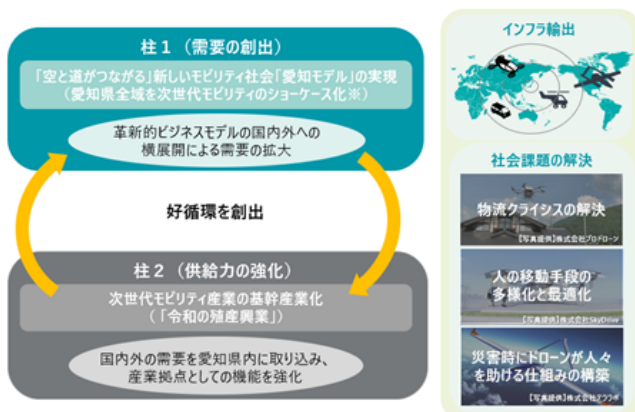 柱１（需要の創出）
「空と道がつながる」新しいモビリティ社会「愛知モデル」の実現
（愛知県全域を次世代モビリティのショーケース化※）
革新的ビジネスモデルの国内外への
横展開による需要の拡大
好循環を創出
柱２（供給力の強化）
次世代モビリティ産業の基幹産業化
（「令和の殖産興業」）
国内外の需要を愛知県内に取り込み、
産業拠点としての機能を強化
インフラ輸出
社会課題の解決
物流クライシスの解決
【写真提供】株式会社プロドローン
人の移動手段の
多様化と最適化
【写真提供】株式会社SkyDrive
災害時にドローンが人々
を助ける仕組みの構築
【写真提供】株式会社テララボ